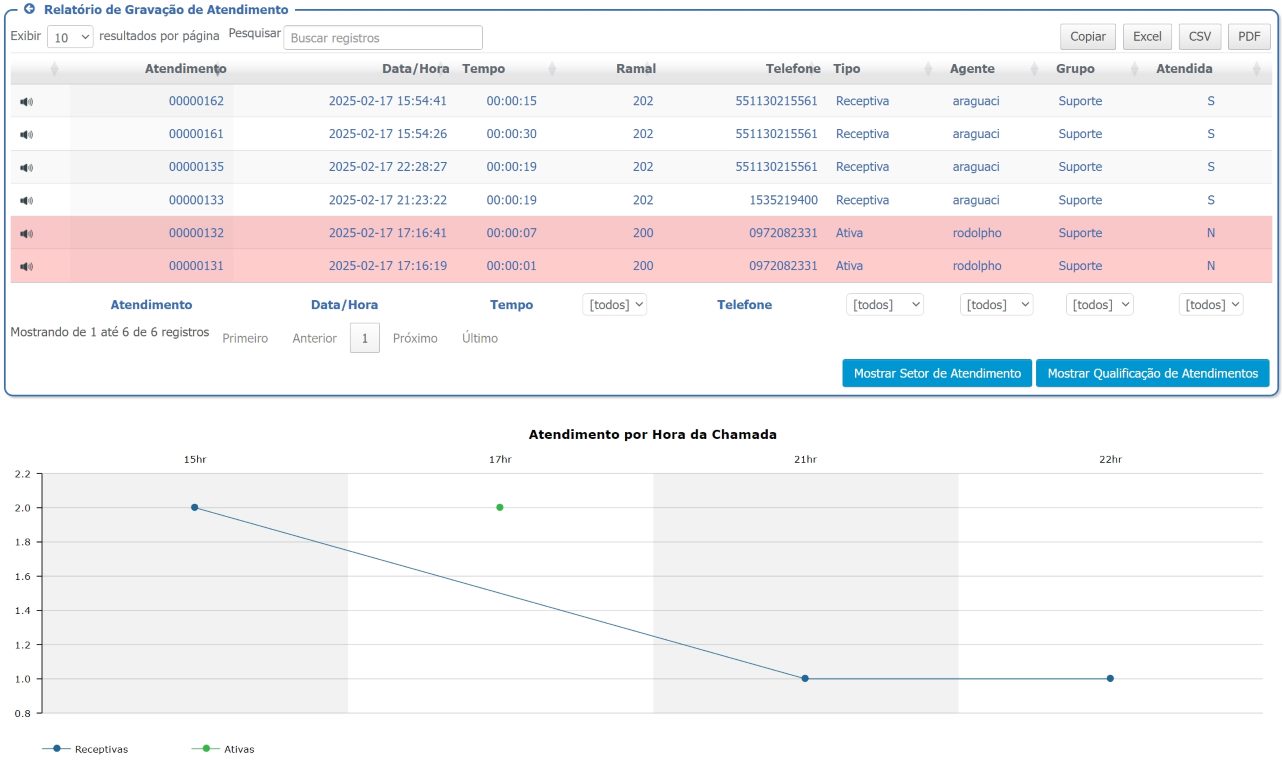 Relatório de Gravação de Atendimento
Exibir 10 resultados por página Pesquisar Buscar registros Copiar Excel CSV PDF
Atendimento Data/Hora Tempo Ramal Telefone Tipo Agente Grupo Atendida
00000162 2025-02-17 15:54:41 00:00:15 202 551130215561 Receptiva araguaci Suporte S
00000161 2025-02-17 15:54:26 00:00:30 202 551130215561 Receptiva araguaci Suporte S
00000135 2025-02-17 22:28:27 00:00:19 202 551130215561 Receptiva araguaci Suporte S
00000133 2025-02-17 21:23:22 00:00:19 202 1535219400 Receptiva araguaci Suporte S
00000132 2025-02-17 17:16:41 00:00:07 200 0972082331 Ativa rodolpho Suporte N
00000131 2025-02-17 17:16:19 00:00:01 200 0972082331 Ativa rodolpho Suporte N
Atendimento Data/Hora Tempo [todos] Telefone [todos] [todos] [todos] [todos]
Mostrando de 1 até 6 de 6 registros Primeiro Anterior 1 Próximo Último
Mostrar Setor de Atendimento Mostrar Qualificação de Atendimentos
Atendimento por Hora da Chamada
15hr 17hr 21hr 22hr
2.2
2.0
1.8
1.6
1.4
1.2
1.0
0.8
Receptivas Ativas